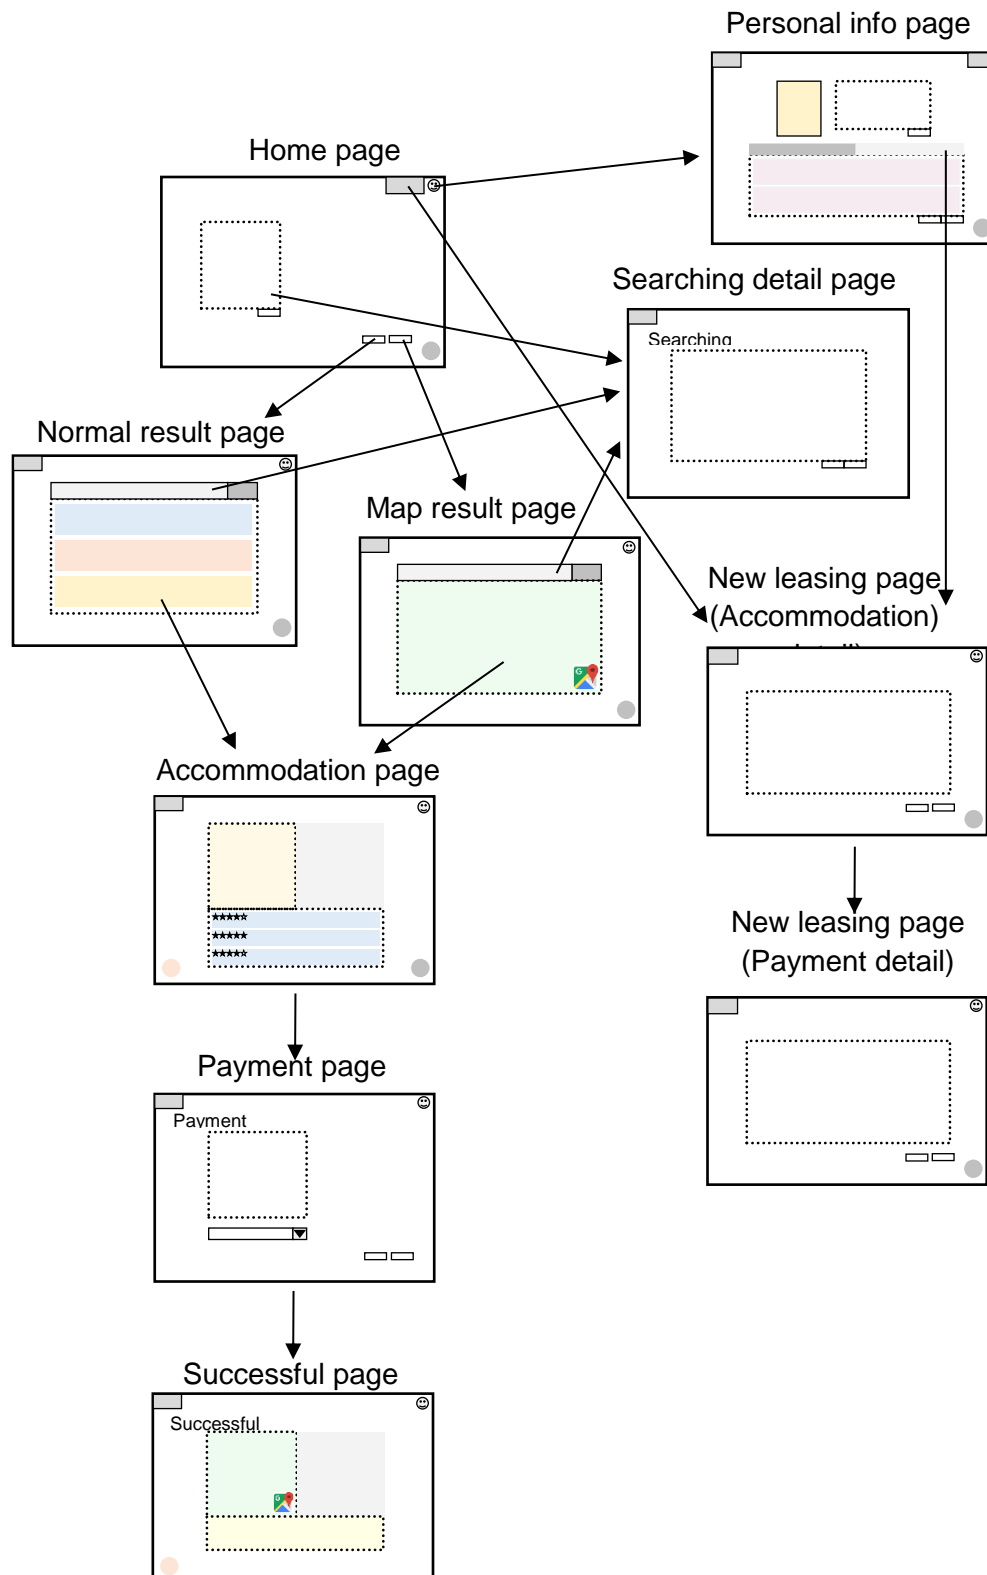 Personal info page
Home page
Searching detail page
Searching
Normal result page
Map result page
New leasing page
(Accommodation)
Accommodation page
New leasing page
(Payment detail)
Payment page
Payment
Successful page
Successful